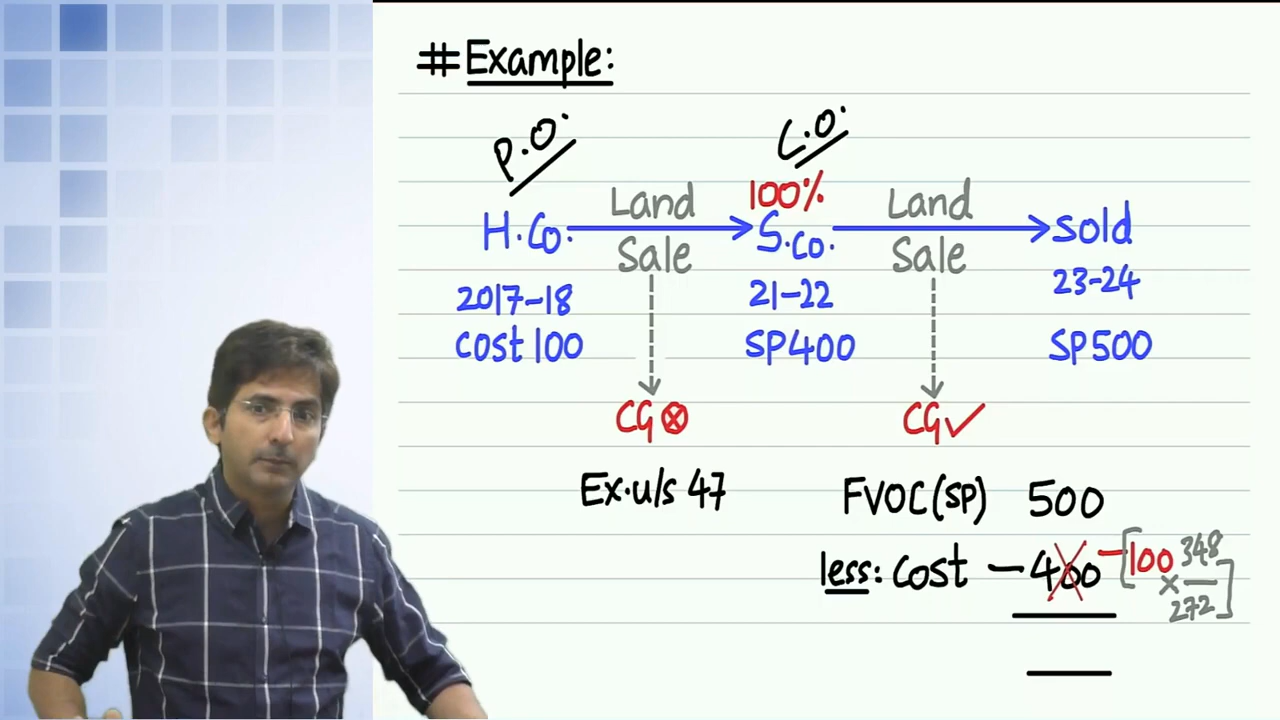 # Example:
P.O. C.O.
100%
Land Land
H.Co. S.Co. Sold
Sale Sale
2017-18 21-22 23-24
Cost 100 SP400 SP500
CG⊗ CG✓
Ex.u/s 47 FVOC(SP) 500
less: Cost -400 -[100 × 348/272]